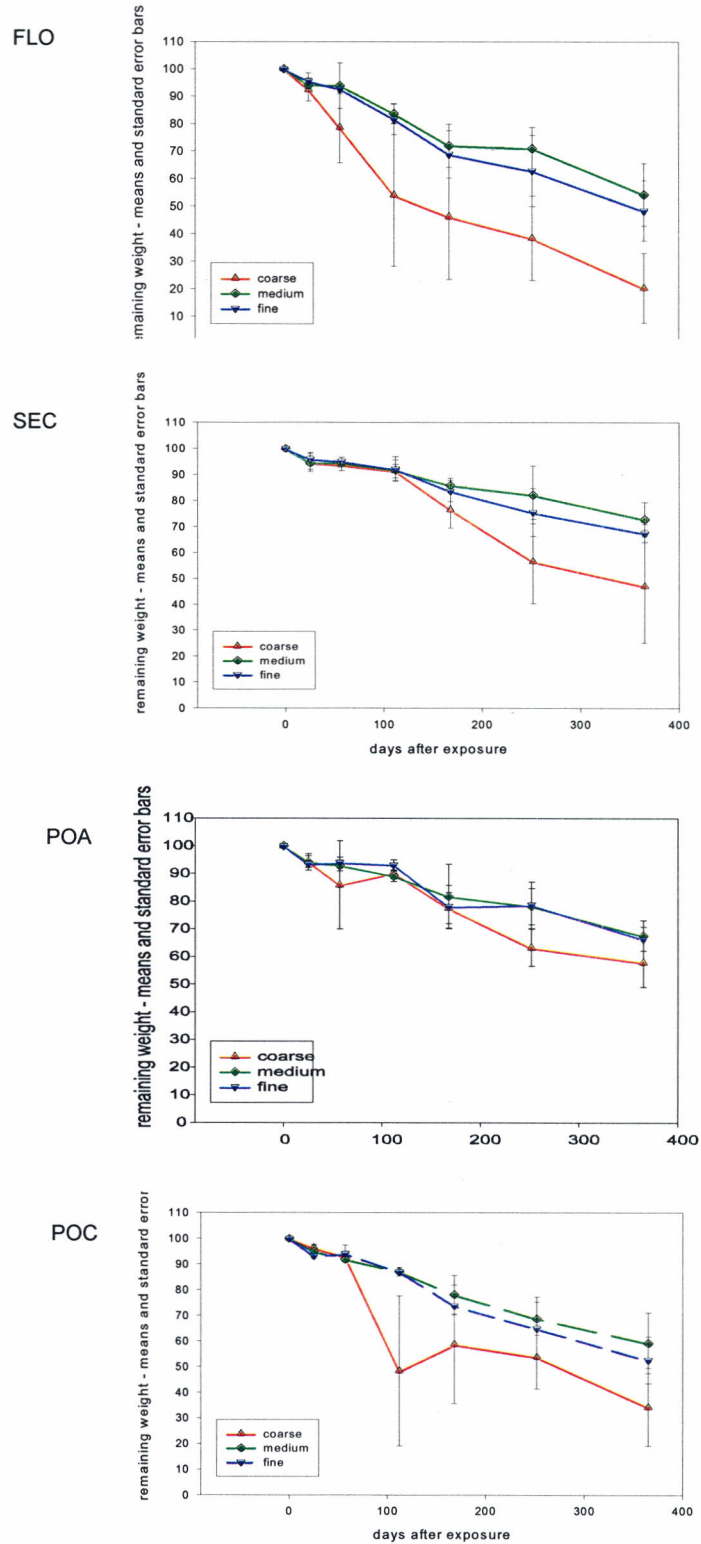 FLO
emaining weight - means and standard error bars
110
100
90
80
70
60
50
40
30
20
10
coarse
medium
fine
SEC
remaining weight - means and standard error bars
110
100
90
80
70
60
50
40
30
20
10
0
coarse
medium
fine
0 100 200 300 400
days after exposure
POA
remaining weight - means and standard error bars
110
100
90
80
70
60
50
40
30
20
10
0
coarse
medium
fine
0 100 200 300 400
POC
remaining weight - means and standard error
110
100
90
80
70
60
50
40
30
20
10
0
coarse
medium
fine
0 100 200 300 400
days after exposure